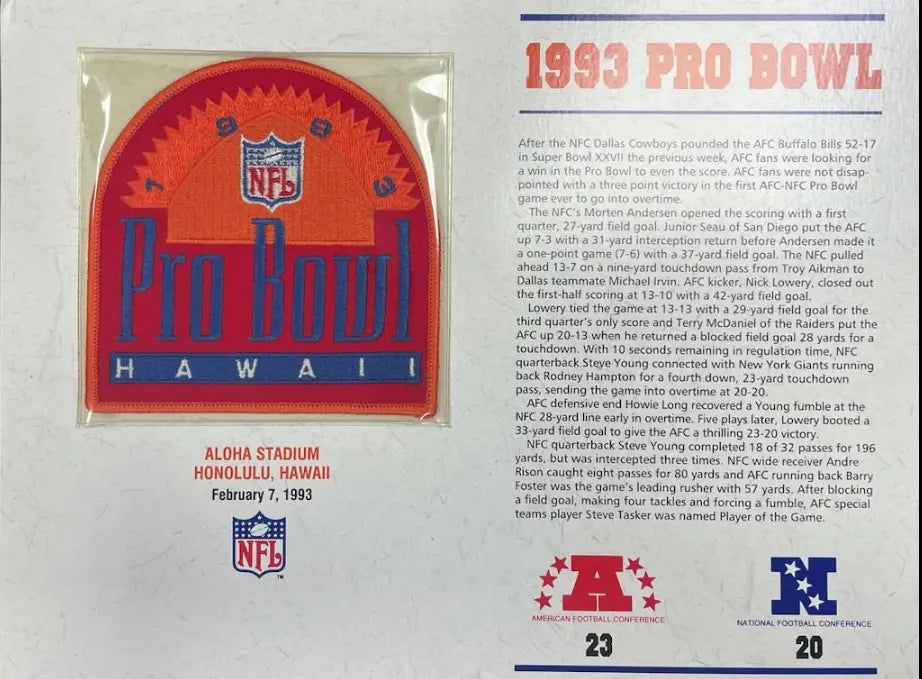 1993
NFL
Pro Bowl
HAWAII
ALOHA STADIUM
HONOLULU, HAWAII
February 7, 1993
NFL
TM
1993 PRO BOWL
After the NFC Dallas Cowboys pounded the AFC Buffalo Bills 52-17
in Super Bowl XXVII the previous week, AFC fans were looking for
a win in the Pro Bowl to even the score. AFC fans were not disap-
pointed with a three point victory in the first AFC-NFC Pro Bowl
game ever to go into overtime.
The NFC's Morten Andersen opened the scoring with a first
quarter, 27-yard field goal. Junior Seau of San Diego put the AFC
up 7-3 with a 31-yard interception return before Andersen made it
a one-point game (7-6) with a 37-yard field goal. The NFC pulled
ahead 13-7 on a nine-yard touchdown pass from Troy Aikman to
Dallas teammate Michael Irvin. AFC kicker, Nick Lowery, closed out
the first-half scoring at 13-10 with a 42-yard field goal.
Lowery tied the game at 13-13 with a 29-yard field goal for the
third quarter's only score and Terry McDaniel of the Raiders put the
AFC up 20-13 when he returned a blocked field goal 28 yards for a
touchdown. With 10 seconds remaining in regulation time, NFC
quarterback Steve Young connected with New York Giants running
back Rodney Hampton for a fourth down, 23-yard touchdown
pass, sending the game into overtime at 20-20.
AFC defensive end Howie Long recovered a Young fumble at the
NFC 28-yard line early in overtime. Five plays later, Lowery booted a
33-yard field goal to give the AFC a thrilling 23-20 victory.
NFC quarterback Steve Young completed 18 of 32 passes for 196
yards, but was intercepted three times. NFC wide receiver Andre
Rison caught eight passes for 80 yards and AFC running back Barry
Foster was the game's leading rusher with 57 yards. After blocking
a field goal, making four tackles and forcing a fumble, AFC special
teams player Steve Tasker was named Player of the Game.
A
AMERICAN FOOTBALL CONFERENCE
23
N
NATIONAL FOOTBALL CONFERENCE
20